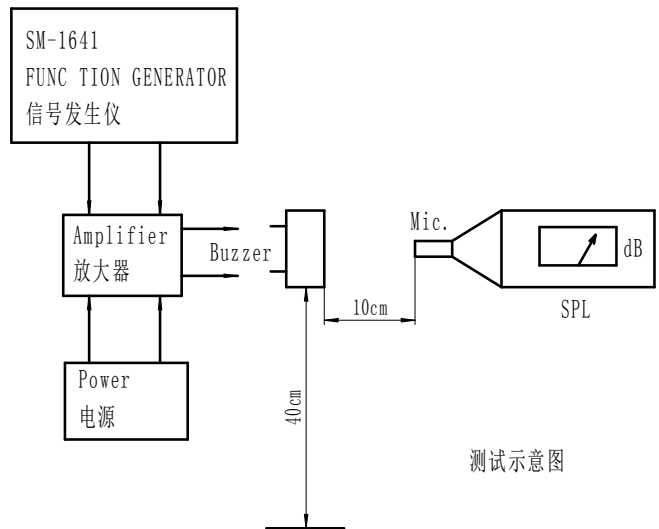 SM-1641
FUNC TION GENERATOR
信号发生仪
Amplifier
放大器
Buzzer
Mic.
dB
SPL
10cm
40cm
Power
电源
测试示意图